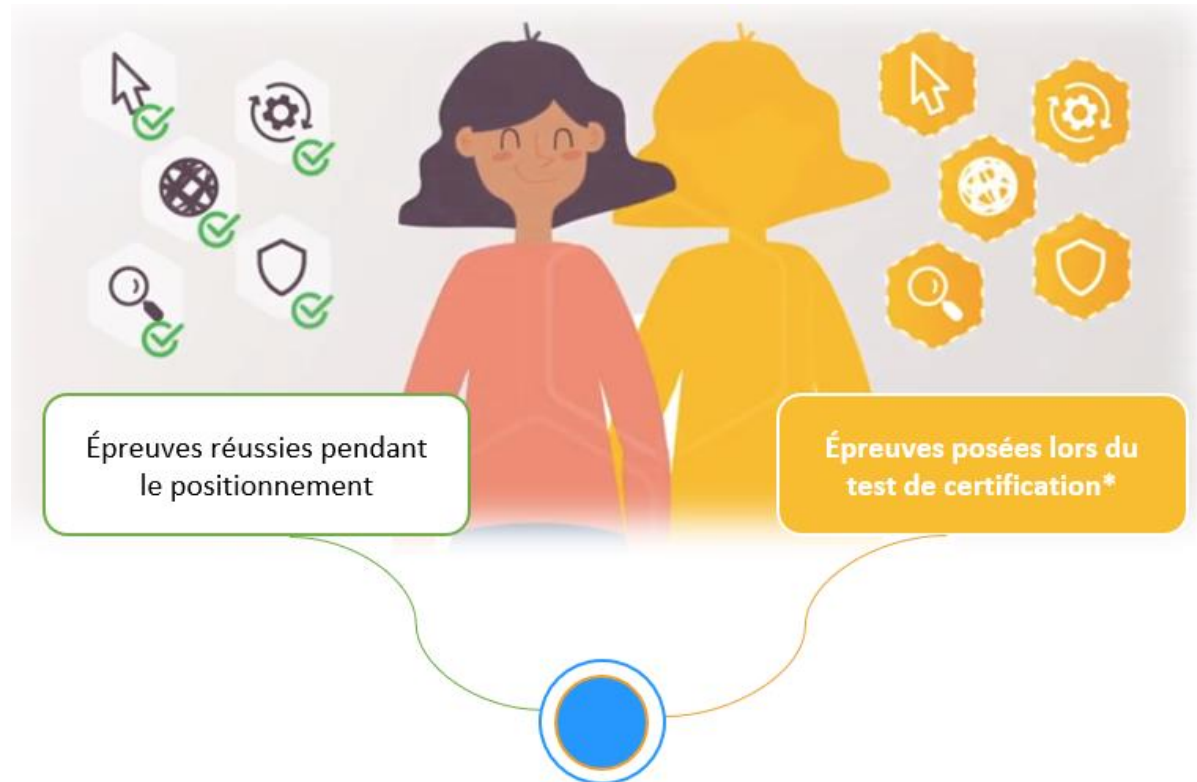 Épreuves réussies pendant
le positionnement
Épreuves posées lors du
test de certification*